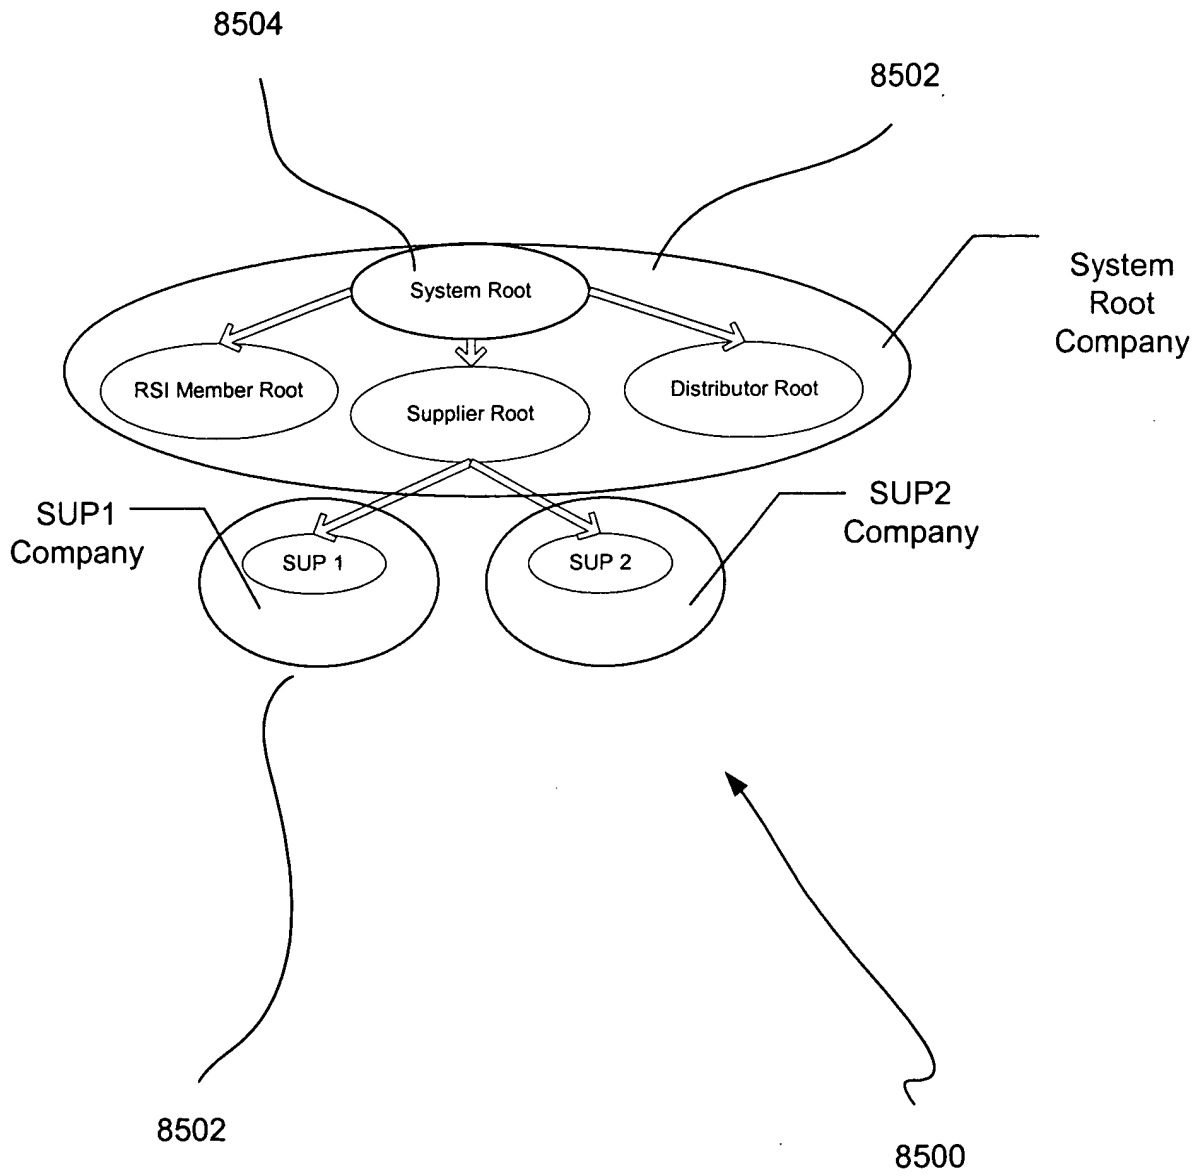 8504
8502
System Root
System
Root
Company
RSI Member Root
Supplier Root
Distributor Root
SUP1
Company
SUP2
Company
SUP 1
SUP 2
8502
8500